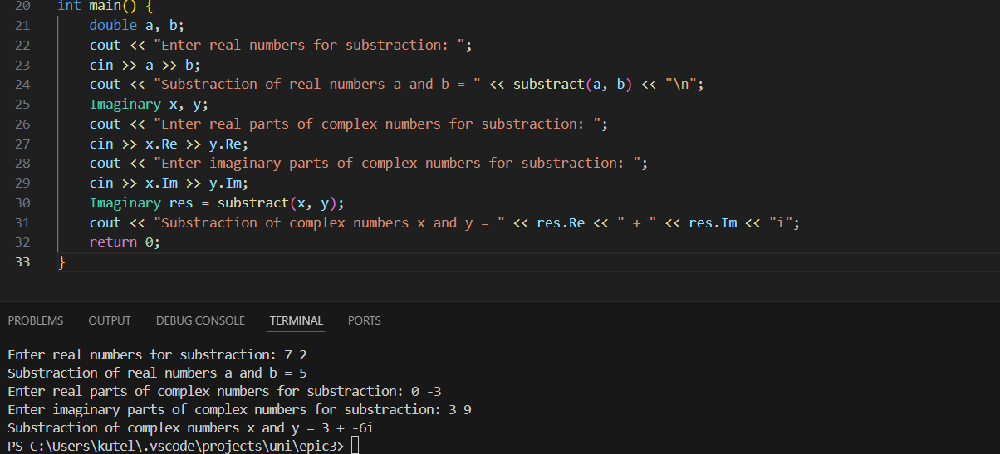 20 int main() {
21 double a, b;
22 cout << "Enter real numbers for substraction: ";
23 cin >> a >> b;
24 cout << "Substraction of real numbers a and b = " << substract(a, b) << "\n";
25 Imaginary x, y;
26 cout << "Enter real parts of complex numbers for substraction: ";
27 cin >> x.Re >> y.Re;
28 cout << "Enter imaginary parts of complex numbers for substraction: ";
29 cin >> x.Im >> y.Im;
30 Imaginary res = substract(x, y);
31 cout << "Substraction of complex numbers x and y = " << res.Re << " + " << res.Im << "i";
32 return 0;
33 }
PROBLEMS OUTPUT DEBUG CONSOLE TERMINAL PORTS
Enter real numbers for substraction: 7 2
Substraction of real numbers a and b = 5
Enter real parts of complex numbers for substraction: 0 -3
Enter imaginary parts of complex numbers for substraction: 3 9
Substraction of complex numbers x and y = 3 + -6i
PS C:\Users\kutel\.vscode\projects\uni\epic3>